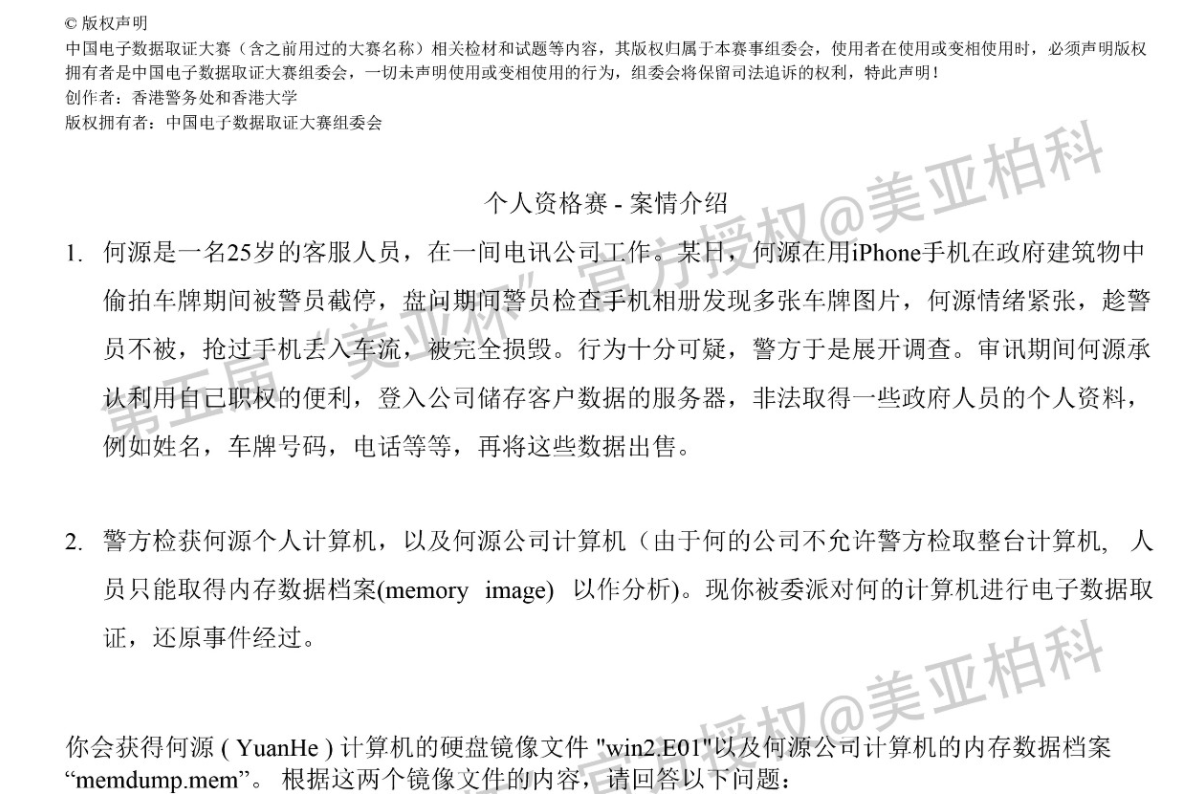 © 版权声明
中国电子数据取证大赛（含之前用过的大赛名称）相关检材和试题等内容，其版权归属于本赛事组委会，使用者在使用或变相使用时，必须声明版权
拥有者是中国电子数据取证大赛组委会，一切未声明使用或变相使用的行为，组委会将保留司法追诉的权利，特此声明！
创作者：香港警务处和香港大学
版权拥有者：中国电子数据取证大赛组委会
个人资格赛 - 案情介绍
1. 何源是一名25岁的客服人员，在一间电讯公司工作。某日，何源在用iPhone手机在政府建筑物中
偷拍车牌期间被警员截停，盘问期间警员检查手机相册发现多张车牌图片，何源情绪紧张，趁警
员不被，抢过手机丢入车流，被完全损毁。行为十分可疑，警方于是展开调查。审讯期间何源承
认利用自己职权的便利，登入公司储存客户数据的服务器，非法取得一些政府人员的个人资料，
例如姓名，车牌号码，电话等等，再将这些数据出售。
第五届“美亚杯”官方授权@美亚柏科
2. 警方检获何源个人计算机，以及何源公司计算机（由于何的公司不允许警方检取整台计算机, 人
员只能取得内存数据档案(memory image) 以作分析)。现你被委派对何的计算机进行电子数据取
证，还原事件经过。
你会获得何源 ( YuanHe ) 计算机的硬盘镜像文件 "win2.E01"以及何源公司计算机的内存数据档案
“memdump.mem”。 根据这两个镜像文件的内容，请回答以下问题：
官方授权@美亚柏科